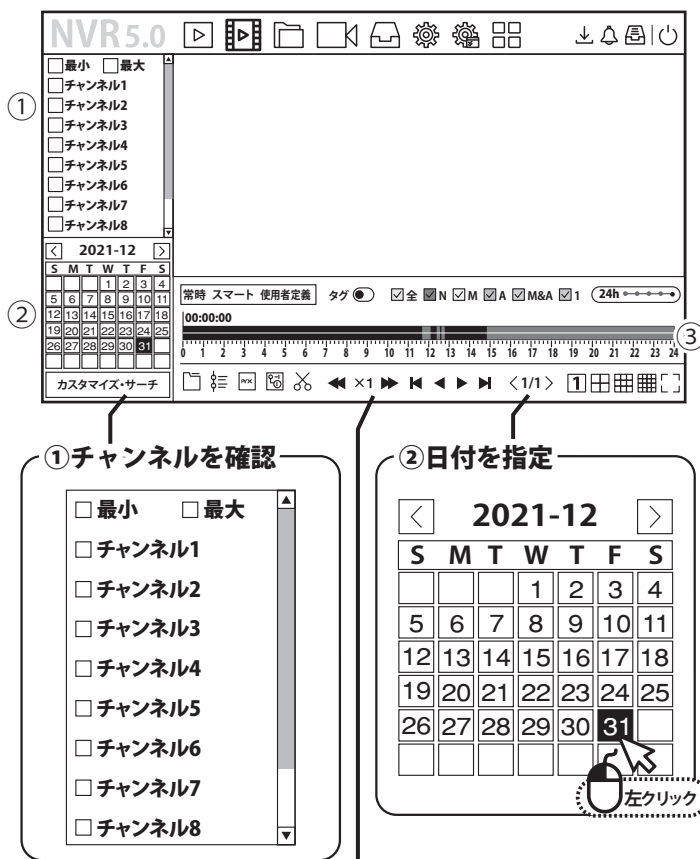 NVR 5.0
① □最小 □最大
□チャンネル1
□チャンネル2
□チャンネル3
□チャンネル4
□チャンネル5
□チャンネル6
□チャンネル7
□チャンネル8
② < 2021-12 >
S M T W T F S
1 2 3 4
5 6 7 8 9 10 11
12 13 14 15 16 17 18
19 20 21 22 23 24 25
26 27 28 29 30 31
カスタマイズ・サーチ
常時 スマート 使用者定義 タグ ☑全 ☑N ☑M ☑A ☑M&A ☑1 24h
00:00:00
③
0 1 2 3 4 5 6 7 8 9 10 11 12 13 14 15 16 17 18 19 20 21 22 23 24
×1 <1/1> 1
①チャンネルを確認
□最小 □最大
□チャンネル1
□チャンネル2
□チャンネル3
□チャンネル4
□チャンネル5
□チャンネル6
□チャンネル7
□チャンネル8
②日付を指定
< 2021-12 >
S M T W T F S
1 2 3 4
5 6 7 8 9 10 11
12 13 14 15 16 17 18
19 20 21 22 23 24 25
26 27 28 29 30 31
左クリック